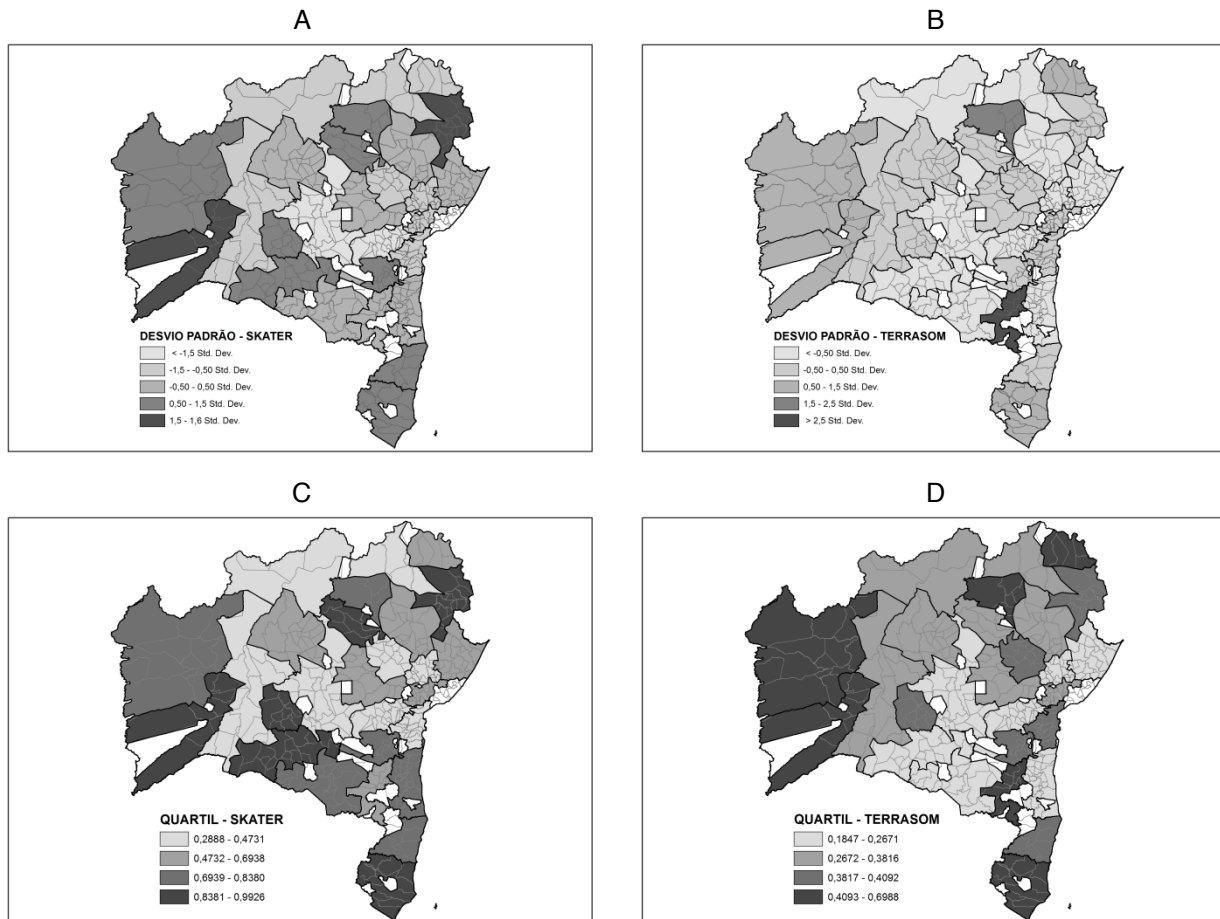 A
B
DESVIO PADRÃO - SKATER
< -1,5 Std. Dev.
-1,5 - -0,50 Std. Dev.
-0,50 - 0,50 Std. Dev.
0,50 - 1,5 Std. Dev.
1,5 - 1,6 Std. Dev.
DESVIO PADRÃO - TERRASOM
< -0,50 Std. Dev.
-0,50 - 0,50 Std. Dev.
0,50 - 1,5 Std. Dev.
1,5 - 2,5 Std. Dev.
> 2,5 Std. Dev.
C
D
QUARTIL - SKATER
0,2888 - 0,4731
0,4732 - 0,6938
0,6939 - 0,8380
0,8381 - 0,9926
QUARTIL - TERRASOM
0,1847 - 0,2671
0,2672 - 0,3816
0,3817 - 0,4092
0,4093 - 0,6988